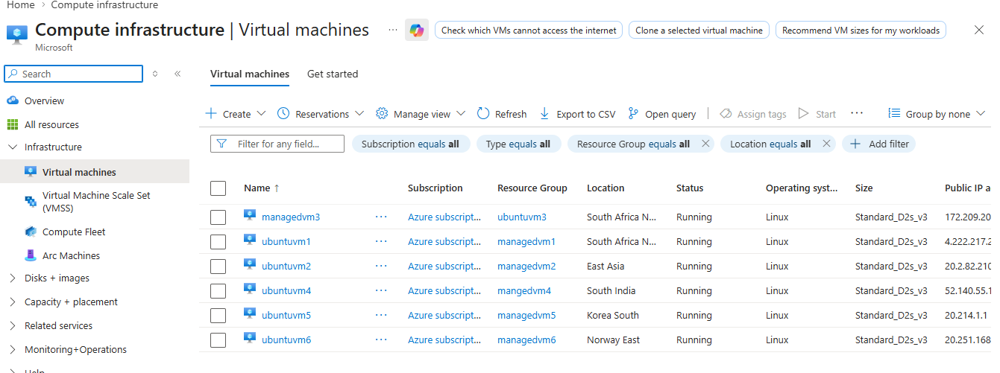 Home > Compute infrastructure
Compute infrastructure | Virtual machines ... Check which VMs cannot access the internet Clone a selected virtual machine Recommend VM sizes for my workloads
Microsoft
Search
Virtual machines Get started
Overview
All resources
Infrastructure
Virtual machines
Virtual Machine Scale Set
(VMSS)
Compute Fleet
Arc Machines
Disks + images
Capacity + placement
Related services
Monitoring+Operations
Help
Create Reservations Manage view Refresh Export to CSV Open query Assign tags Start ... Group by none
Filter for any field... Subscription equals all Type equals all Resource Group equals all Location equals all Add filter
Name ↑ Subscription Resource Group Location Status Operating syst... Size Public IP a
managedvm3 ... Azure subscript... ubuntuvm3 South Africa N... Running Linux Standard_D2s_v3 172.209.20
ubuntuvm1 ... Azure subscript... managedvm1 South Africa N... Running Linux Standard_D2s_v3 4.222.217.2
ubuntuvm2 ... Azure subscript... managedvm2 East Asia Running Linux Standard_D2s_v3 20.2.82.210
ubuntuvm4 ... Azure subscript... mangedvm4 South India Running Linux Standard_D2s_v3 52.140.55.1
ubuntuvm5 ... Azure subscript... managedvm5 Korea South Running Linux Standard_D2s_v3 20.214.1.1
ubuntuvm6 ... Azure subscript... managedvm6 Norway East Running Linux Standard_D2s_v3 20.251.168